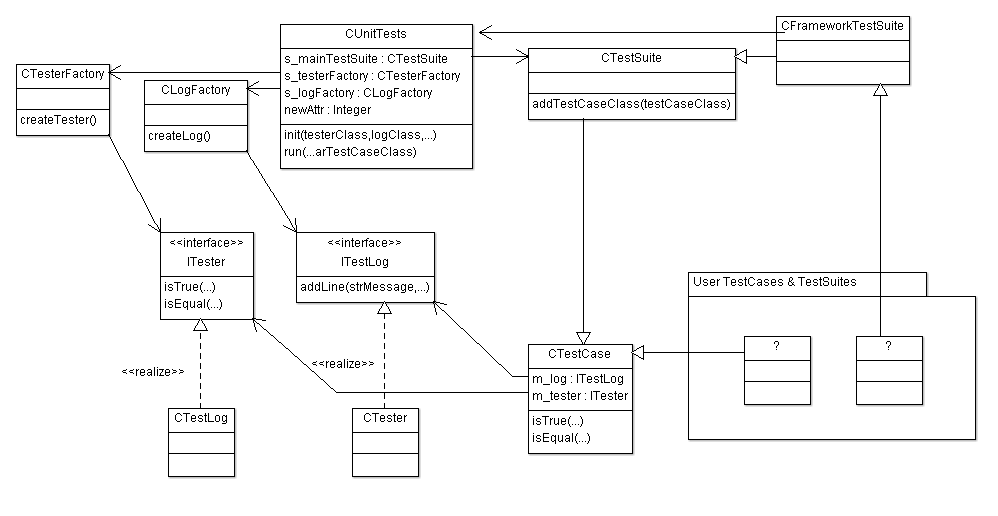 CFrameworkTestSuite
CUnitTests
s_mainTestSuite : CTestSuite
s_testerFactory : CTesterFactory
s_logFactory : CLogFactory
newAttr : Integer
init(testerClass,logClass,...)
run(...arTestCaseClass)
CTestSuite
addTestCaseClass(testCaseClass)
CTesterFactory
createTester()
CLogFactory
createLog()
<<interface>>
ITester
isTrue(...)
isEqual(...)
<<interface>>
ITestLog
addLine(strMessage,...)
User TestCases & TestSuites
?
?
CTestCase
m_log : ITestLog
m_tester : ITester
isTrue(...)
isEqual(...)
<<realize>>
<<realize>>
CTestLog
CTester